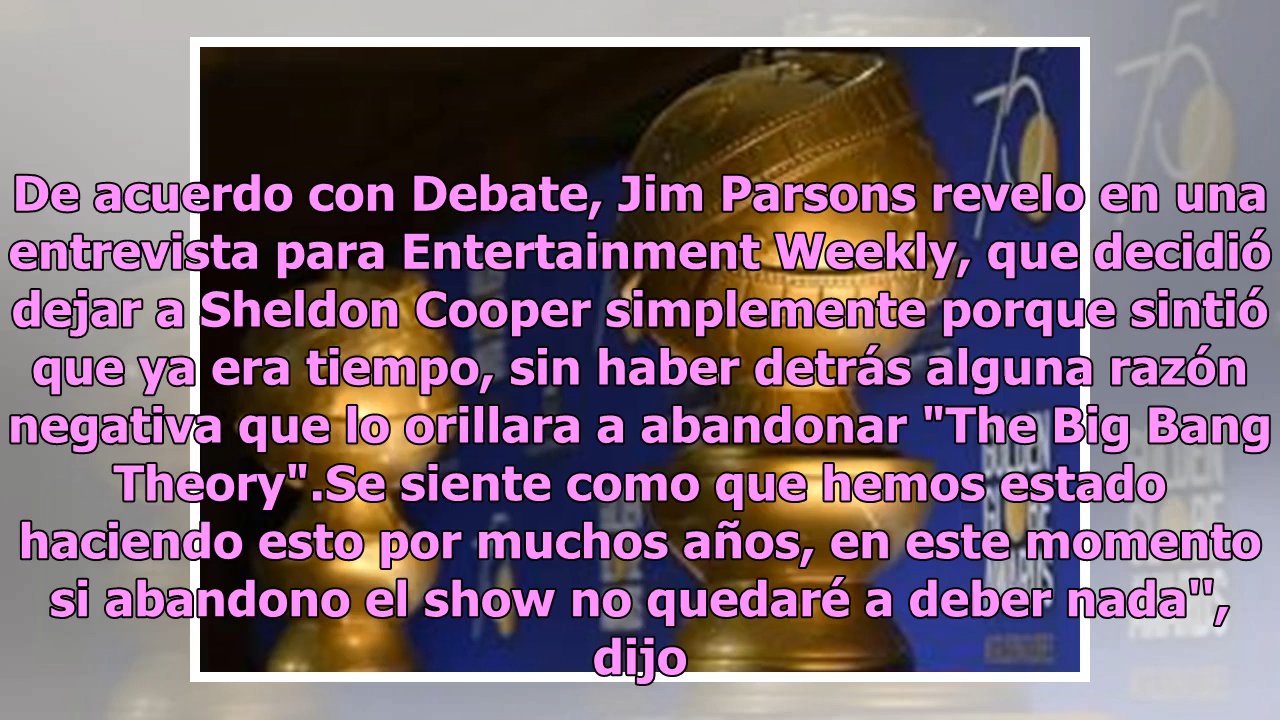 De acuerdo con Debate, Jim Parsons revelo en una
entrevista para Entertainment Weekly, que decidió
dejar a Sheldon Cooper simplemente porque sintió
que ya era tiempo, sin haber detrás alguna razón
negativa que lo orillara a abandonar "The Big Bang
Theory".Se siente como que hemos estado
haciendo esto por muchos años, en este momento
si abandono el show no quedaré a deber nada'',
dijo
75
75